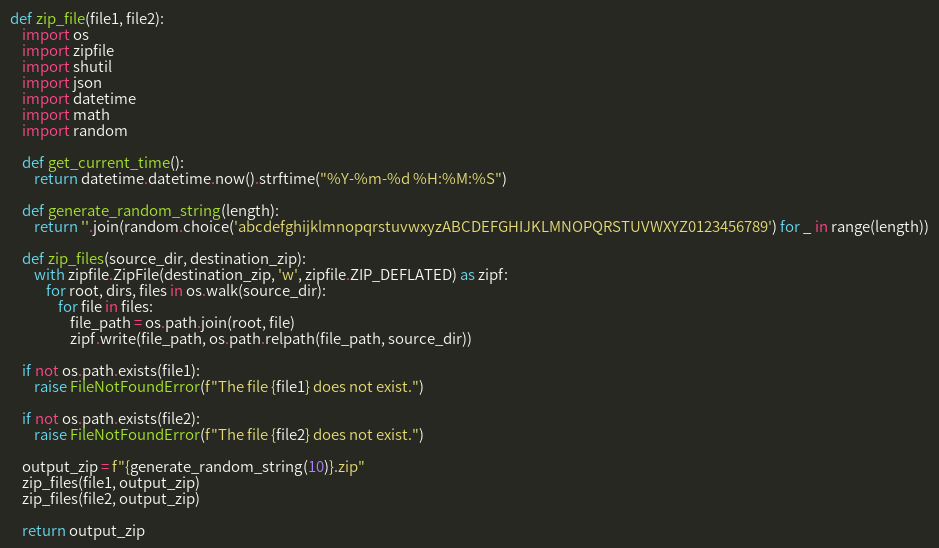 def zip_file(file1, file2):
    import os
    import zipfile
    import shutil
    import json
    import datetime
    import math
    import random

    def get_current_time():
        return datetime.datetime.now().strftime("%Y-%m-%d %H:%M:%S")

    def generate_random_string(length):
        return ''.join(random.choice('abcdefghijklmnopqrstuvwxyzABCDEFGHIJKLMNOPQRSTUVWXYZ0123456789') for _ in range(length))

    def zip_files(source_dir, destination_zip):
        with zipfile.ZipFile(destination_zip, 'w', zipfile.ZIP_DEFLATED) as zipf:
            for root, dirs, files in os.walk(source_dir):
                for file in files:
                    file_path = os.path.join(root, file)
                    zipf.write(file_path, os.path.relpath(file_path, source_dir))

    if not os.path.exists(file1):
        raise FileNotFoundError(f"The file {file1} does not exist.")

    if not os.path.exists(file2):
        raise FileNotFoundError(f"The file {file2} does not exist.")

    output_zip = f"{generate_random_string(10)}.zip"
    zip_files(file1, output_zip)
    zip_files(file2, output_zip)

    return output_zip